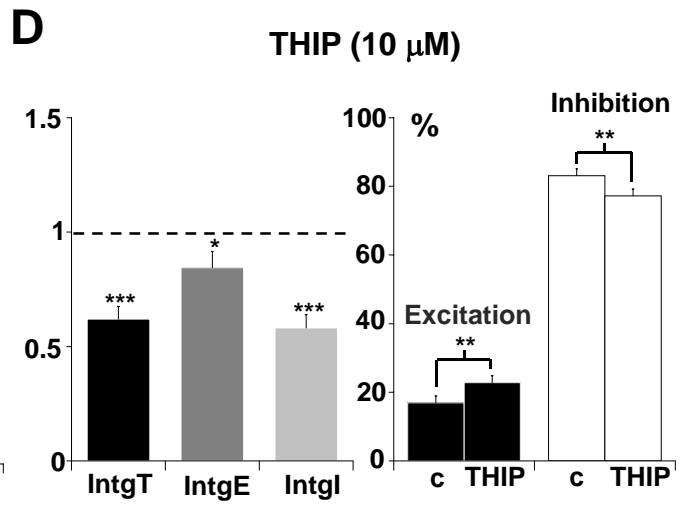 D
THIP (10 μM)
1.5
1
0.5
0
*** 
*
***
IntgT IntgE IntgI
100
80
60
40
20
0
%
Inhibition
**
Excitation
**
c THIP c THIP